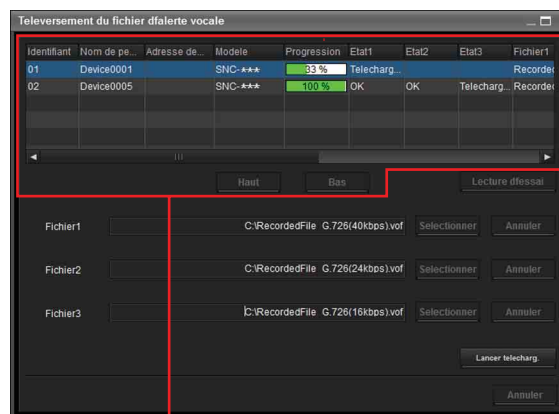 Televersement du fichier dfalerte vocale
Identifiant Nom de pe... Adresse de... Modele Progression Etat1 Etat2 Etat3 Fichier1
01 Device0001 SNC-*** 33 % Telecharg... Recorded
02 Device0005 SNC-*** 100 % OK OK Telecharg... Recorded
Haut Bas Lecture dfessai
Fichier1 C:\RecordedFile G.726(40kbps).vof Selectionner Annuler
Fichier2 C:\RecordedFile G.726(24kbps).vof Selectionner Annuler
Fichier3 C:\RecordedFile G.726(16kbps).vof Selectionner Annuler
Lancer telecharg.
Annuler